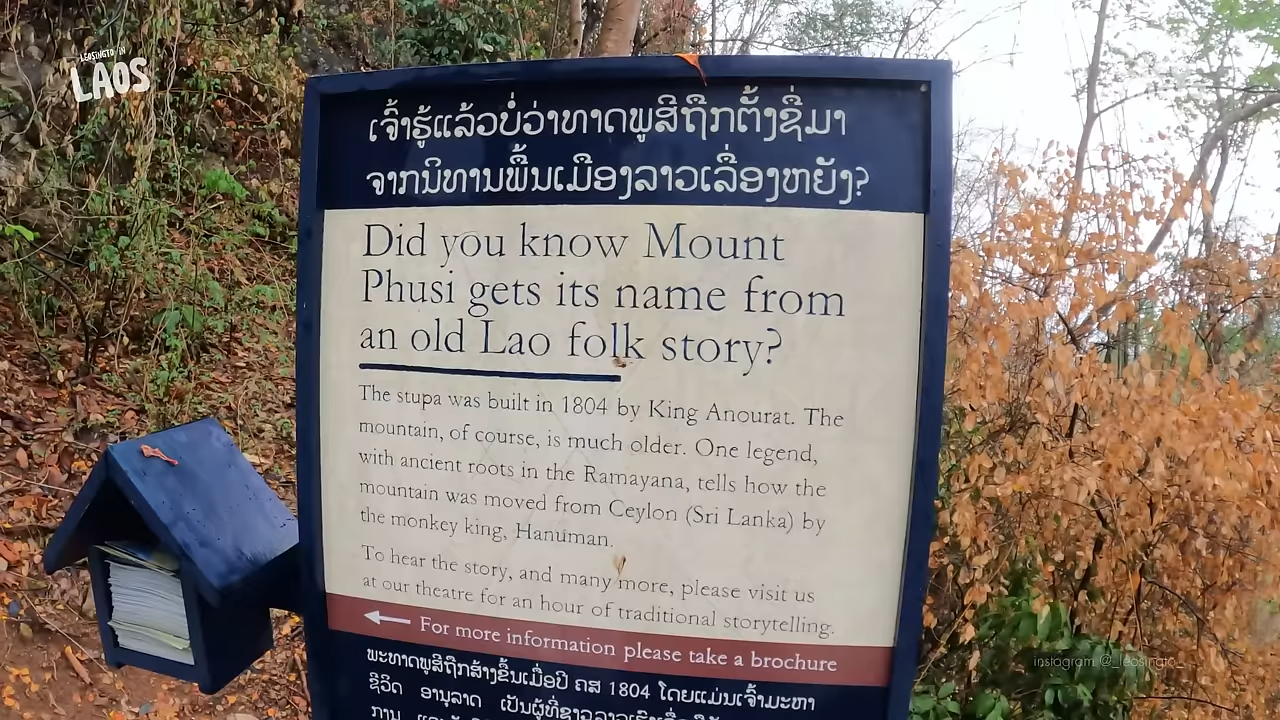 LEOSINGTO IN
LAOS
ເຈົ້າຮູ້ແລ້ວບໍ່ວ່າທາດພູສີຖືກຕັ້ງຊື່ມາ
ຈາກນິທານພື້ນເມືອງລາວເລື່ອງຫຍັງ?
Did you know Mount
Phusi gets its name from
an old Lao folk story?
The stupa was built in 1804 by King Anourat. The
mountain, of course, is much older. One legend,
with ancient roots in the Ramayana, tells how the
mountain was moved from Ceylon (Sri Lanka) by
the monkey king, Hanuman.
To hear the story, and many more, please visit us
at our theatre for an hour of traditional storytelling.
For more information please take a brochure
ພະທາດພູສີຖືກສ້າງຂຶ້ນເມື່ອປີ ຄສ 1804 ໂດຍແມ່ນເຈົ້າມະຫາ
ຊີວິດ ອານຸລາດ ເປັນຜູ້ທີ່
instagram @_leosingto_